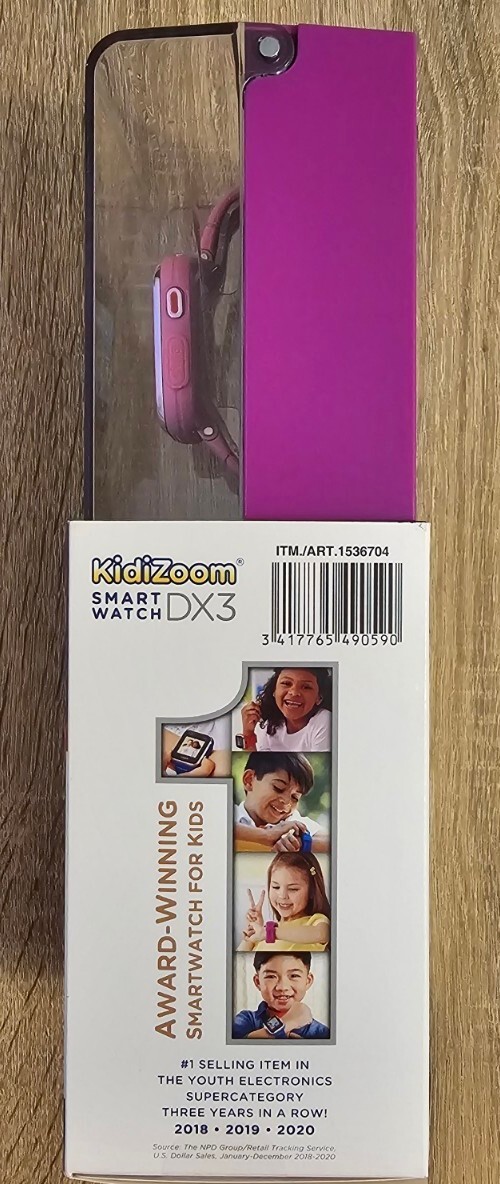 KidiZoom®
SMART
WATCH DX3
ITM./ART.1536704
3 417765 490590
AWARD-WINNING
SMARTWATCH FOR KIDS
#1 SELLING ITEM IN
THE YOUTH ELECTRONICS
SUPERCATEGORY
THREE YEARS IN A ROW!
2018 • 2019 • 2020
Source: The NPD Group/Retail Tracking Service,
U.S. Dollar Sales, January-December 2018-2020